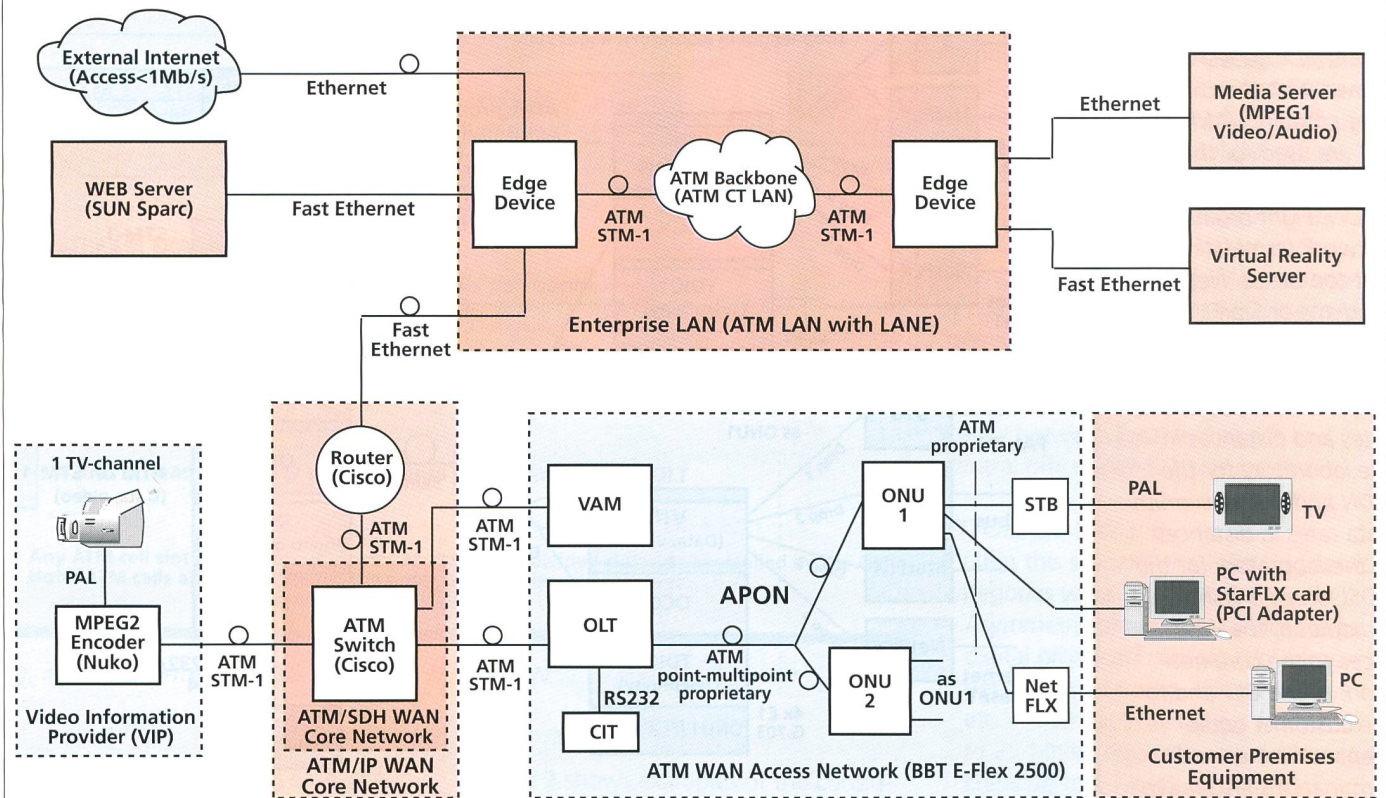 External Internet
(Access<1Mb/s)
Ethernet
WEB Server
(SUN Sparc)
Fast Ethernet
Edge
Device
ATM
STM-1
ATM Backbone
(ATM CT LAN)
ATM
STM-1
Edge
Device
Ethernet
Media Server
(MPEG1
Video/Audio)
Fast Ethernet
Virtual Reality
Server
Fast
Ethernet
Enterprise LAN (ATM LAN with LANE)
1 TV-channel
PAL
MPEG2
Encoder
(Nuko)
Video Information
Provider (VIP)
ATM
STM-1
Router
(Cisco)
ATM
STM-1
ATM
Switch
(Cisco)
ATM/SDH WAN
Core Network
ATM/IP WAN
Core Network
ATM
STM-1
ATM
STM-1
VAM
OLT
RS232
CIT
APON
ATM
point-multipoint
proprietary
ONU
1
ONU
2
as
ONU1
ATM
proprietary
STB
Net
FLX
ATM WAN Access Network (BBT E-Flex 2500)
PAL
TV
PC with
StarFLX card
(PCI Adapter)
PC
Ethernet
Customer Premises
Equipment